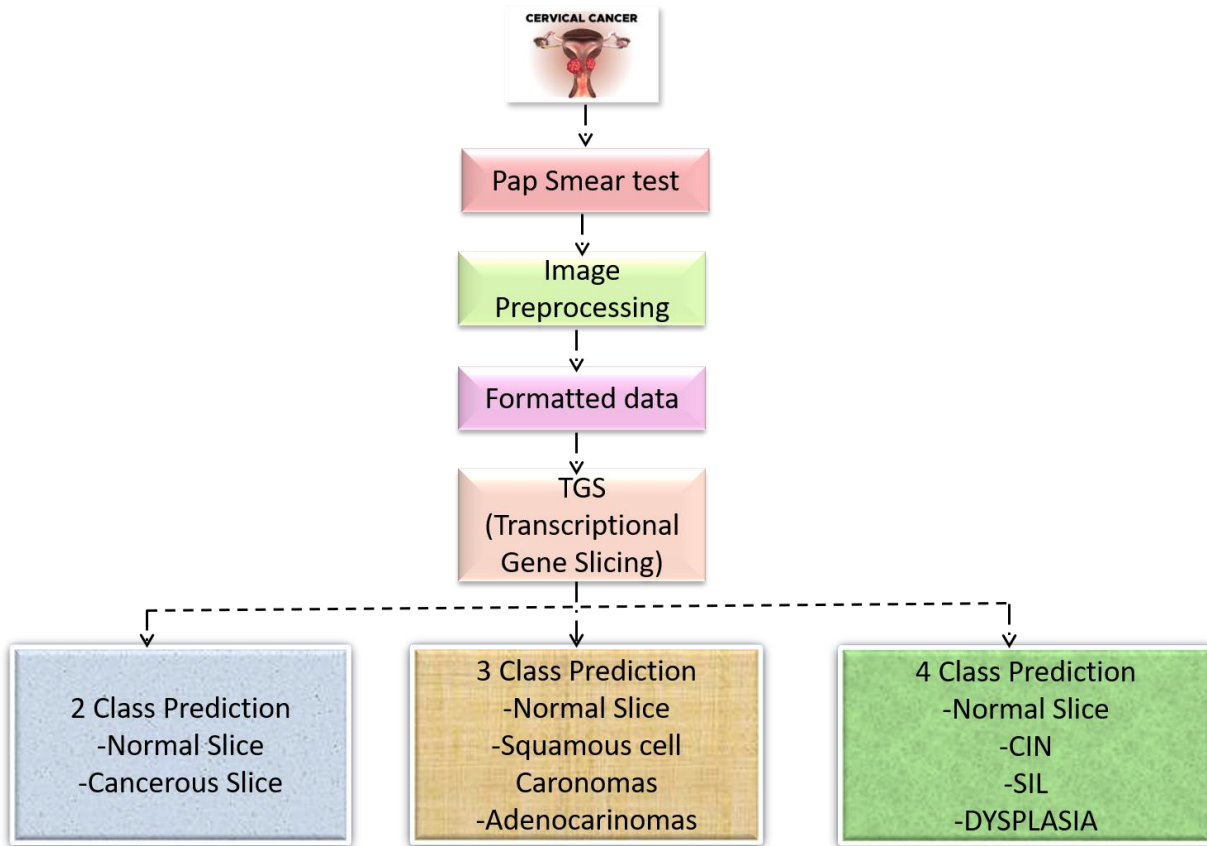 CERVICAL CANCER
Pap Smear test
Image
Preprocessing
Formatted data
TGS
(Transcriptional
Gene Slicing)
2 Class Prediction
-Normal Slice
-Cancerous Slice
3 Class Prediction
-Normal Slice
-Squamous cell
Caronomas
-Adenocarinomas
4 Class Prediction
-Normal Slice
-CIN
-SIL
-DYSPLASIA